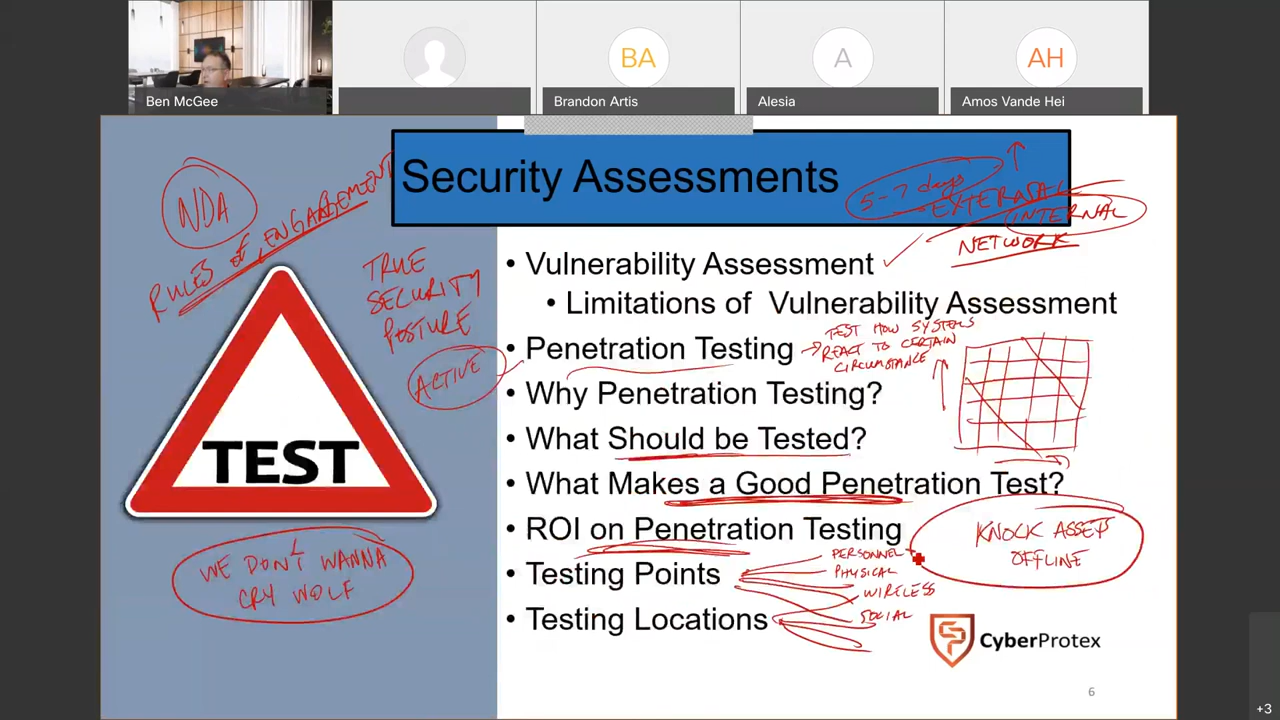 Ben McGee
BA
Brandon Artis
A
Alesia
AH
Amos Vande Hei
Security Assessments
5-7 days
EXTERNAL
INTERNAL
NETWORK
NDA
RULES of ENGAGEMENT
TRUE
SECURITY
POSTURE
ACTIVE
• Vulnerability Assessment
• Limitations of Vulnerability Assessment
• Penetration Testing
TEST HOW SYSTEMS
REACT TO CERTAIN
CIRCUMSTANCE
• Why Penetration Testing?
• What Should be Tested?
• What Makes a Good Penetration Test?
• ROI on Penetration Testing
KNOCK ASSETS
OFFLINE
• Testing Points
PERSONNEL
PHYSICAL
WIRELESS
SOCIAL
• Testing Locations
TEST
WE DON'T WANNA
CRY WOLF
CyberProtex
6
+3